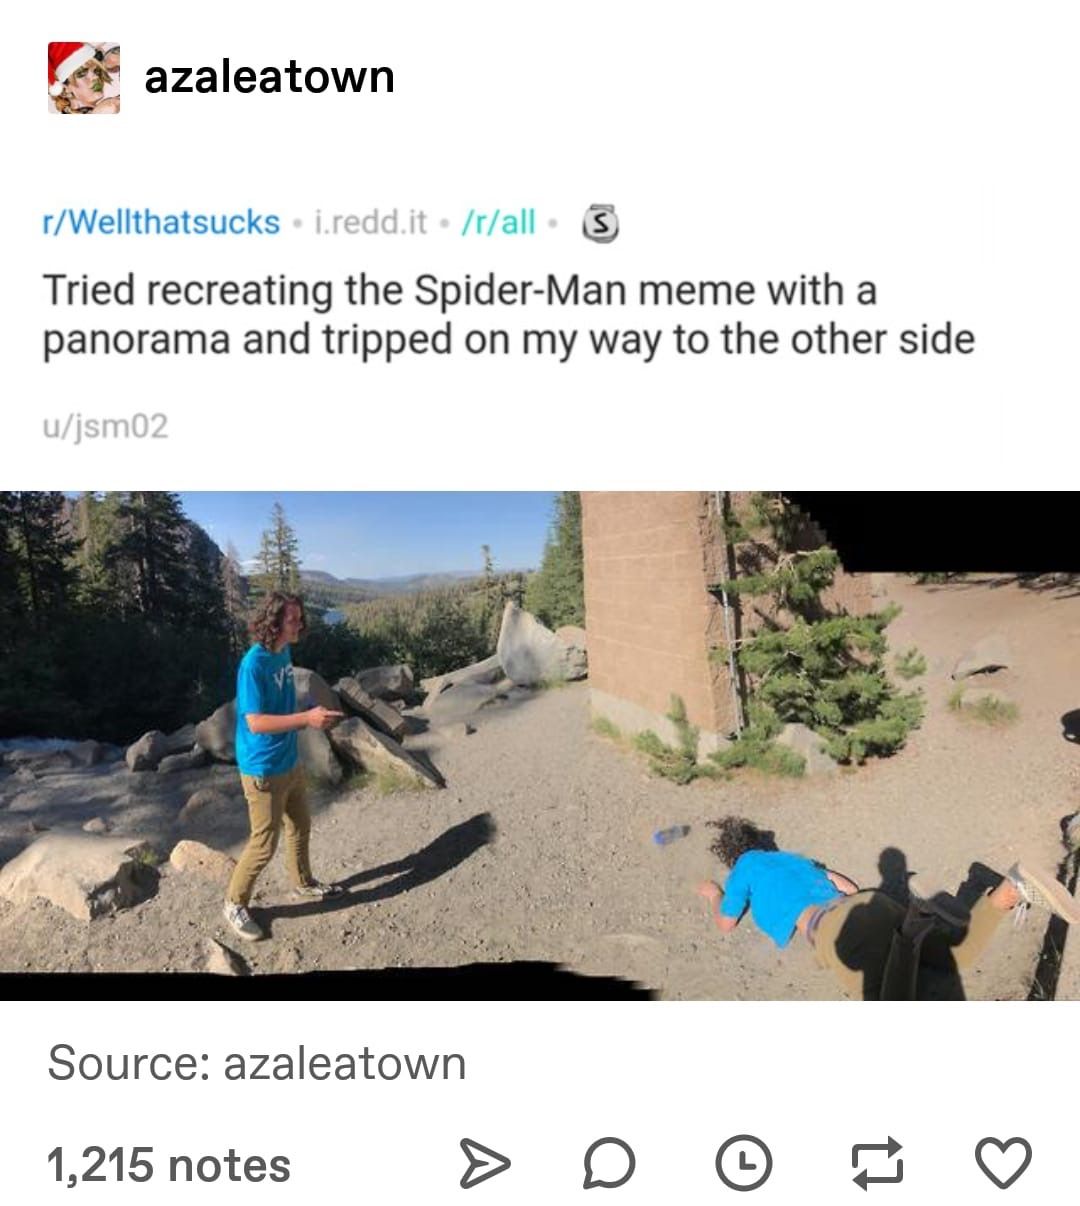 azaleatown
r/Wellthatsucks • i.redd.it • /r/all •
Tried recreating the Spider-Man meme with a
panorama and tripped on my way to the other side
u/jsm02
Source: azaleatown
1,215 notes